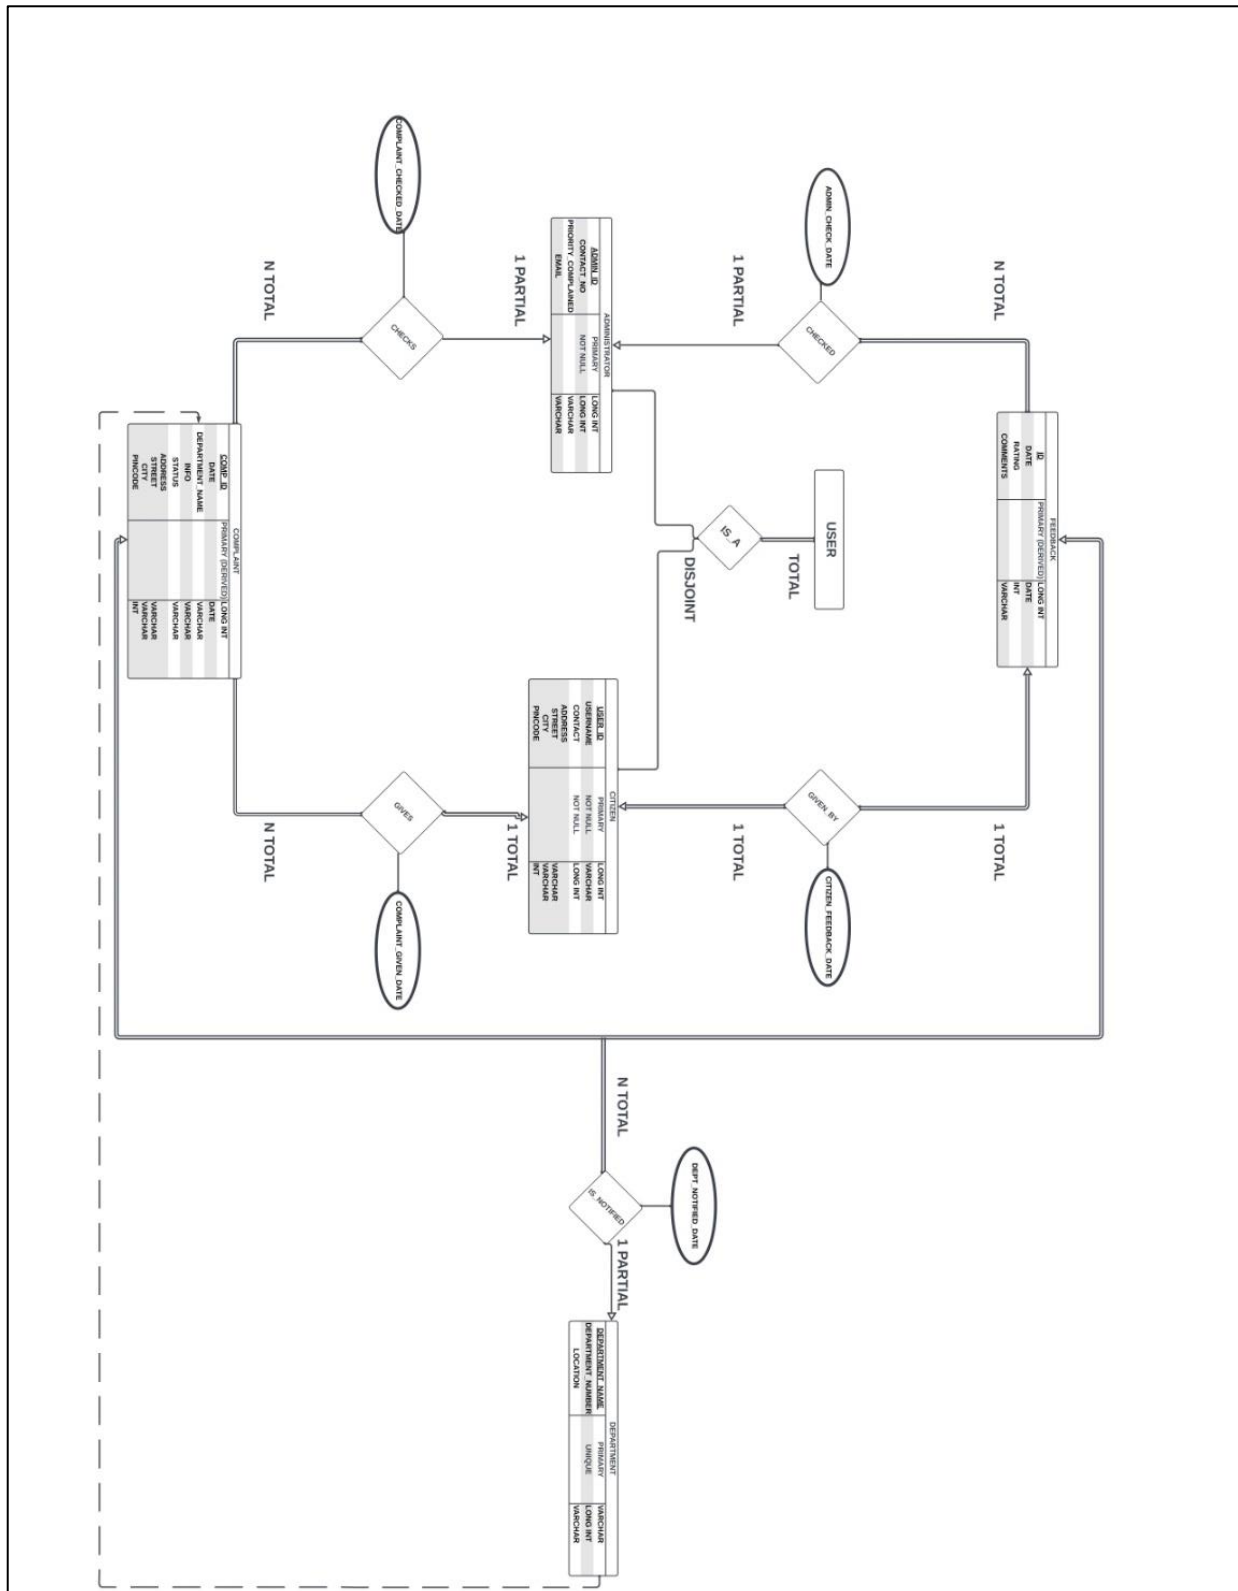 FEEDBACK
ID PRIMARY (DERIVED) LONG INT
DATE DATE
RATING INT
COMMENTS VARCHAR
N TOTAL
1 TOTAL
ADMIN_CHECK_DATE
CHECKED
USER
GIVEN_BY
CITIZEN_FEEDBACK_DATE
1 PARTIAL
TOTAL
1 TOTAL
IS_A
DISJOINT
DEPT_NOTIFIED_DATE
ADMINISTRATOR
ADMIN_ID PRIMARY LONG INT
CONTACT_NO NOT NULL LONG INT
PRIORITY_COMPLAINED VARCHAR
EMAIL VARCHAR
CITIZEN
USER_ID PRIMARY LONG INT
USERNAME NOT NULL VARCHAR
CONTACT NOT NULL LONG INT
ADDRESS
STREET VARCHAR
CITY VARCHAR
PINCODE INT
N TOTAL
IS_NOTIFIED
1 PARTIAL
DEPARTMENT
DEPARTMENT_NAME PRIMARY VARCHAR
DEPARTMENT_NUMBER UNIQUE LONG INT
LOCATION VARCHAR
1 PARTIAL
1 TOTAL
COMPLAINT_CHECKED_DATE
CHECKS
GIVES
COMPLAINT_GIVEN_DATE
N TOTAL
N TOTAL
COMPLAINT
COMP_ID PRIMARY (DERIVED) LONG INT
DATE DATE
DEPARTMENT_NAME VARCHAR
INFO VARCHAR
STATUS VARCHAR
ADDRESS
STREET VARCHAR
CITY VARCHAR
PINCODE INT